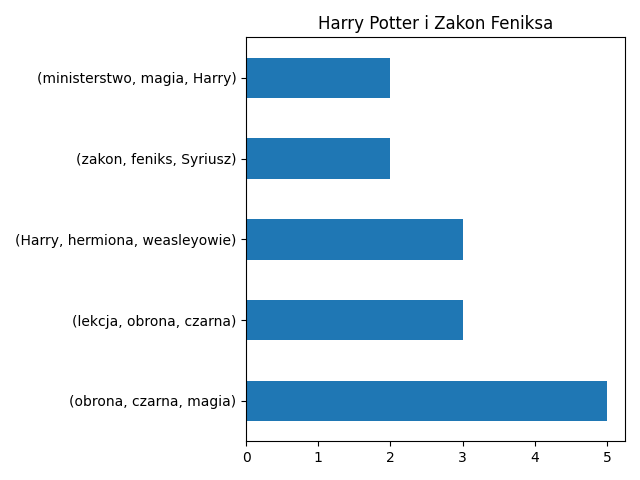 Harry Potter i Zakon Feniksa
(ministerstwo, magia, Harry)
(zakon, feniks, Syriusz)
(Harry, hermiona, weasleyowie)
(lekcja, obrona, czarna)
(obrona, czarna, magia)
0 1 2 3 4 5